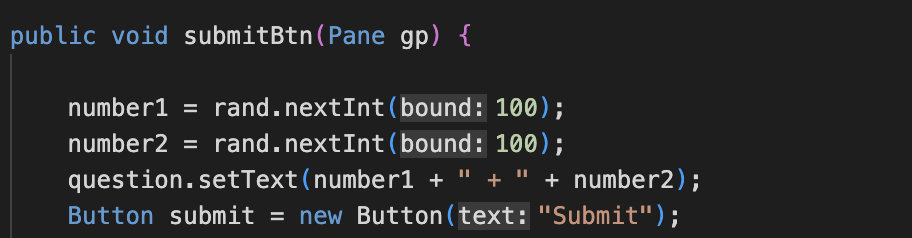 public void submitBtn(Pane gp) {
number1 = rand.nextInt(bound: 100);
number2 = rand.nextInt(bound: 100);
question.setText(number1 + " + " + number2);
Button submit = new Button(text: "Submit");